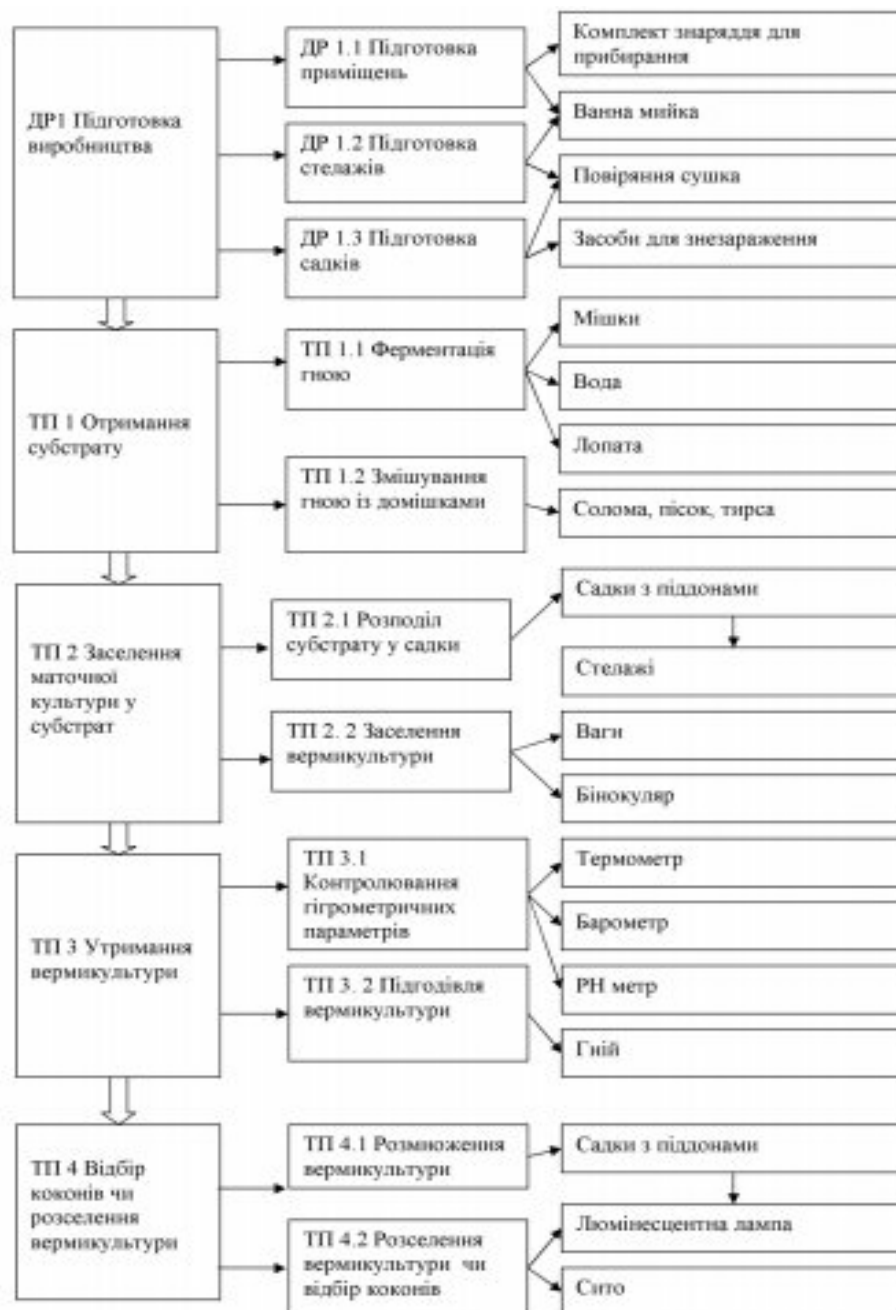 ДР1 Підготовка
виробництва
ДР 1.1 Підготовка
приміщень
ДР 1.2 Підготовка
стелажів
ДР 1.3 Підготовка
садків
Комплект знаряддя для
прибирання
Ванна мийка
Повіряння сушка
Засоби для знезараження
ТП 1 Отримання
субстрату
ТП 1.1 Ферментація
гною
ТП 1.2 Змішування
гною із домішками
Мішки
Вода
Лопата
Солома, пісок, тирса
ТП 2 Заселення
маточної
культури у
субстрат
ТП 2.1 Розподіл
субстрату у садки
ТП 2. 2 Заселення
вермикультури
Садки з піддонами
Стелажі
Ваги
Бінокуляр
ТП 3 Утримання
вермикультури
ТП 3.1
Контролювання
гігрометричних
параметрів
ТП 3. 2 Підгодівля
вермикультури
Термометр
Барометр
РН метр
Гній
ТП 4 Відбір
коконів чи
розселення
вермикультури
ТП 4.1 Розмноження
вермикультури
ТП 4.2 Розселення
вермикультури чи
відбір коконів
Садки з піддонами
Люмінесцентна лампа
Сито